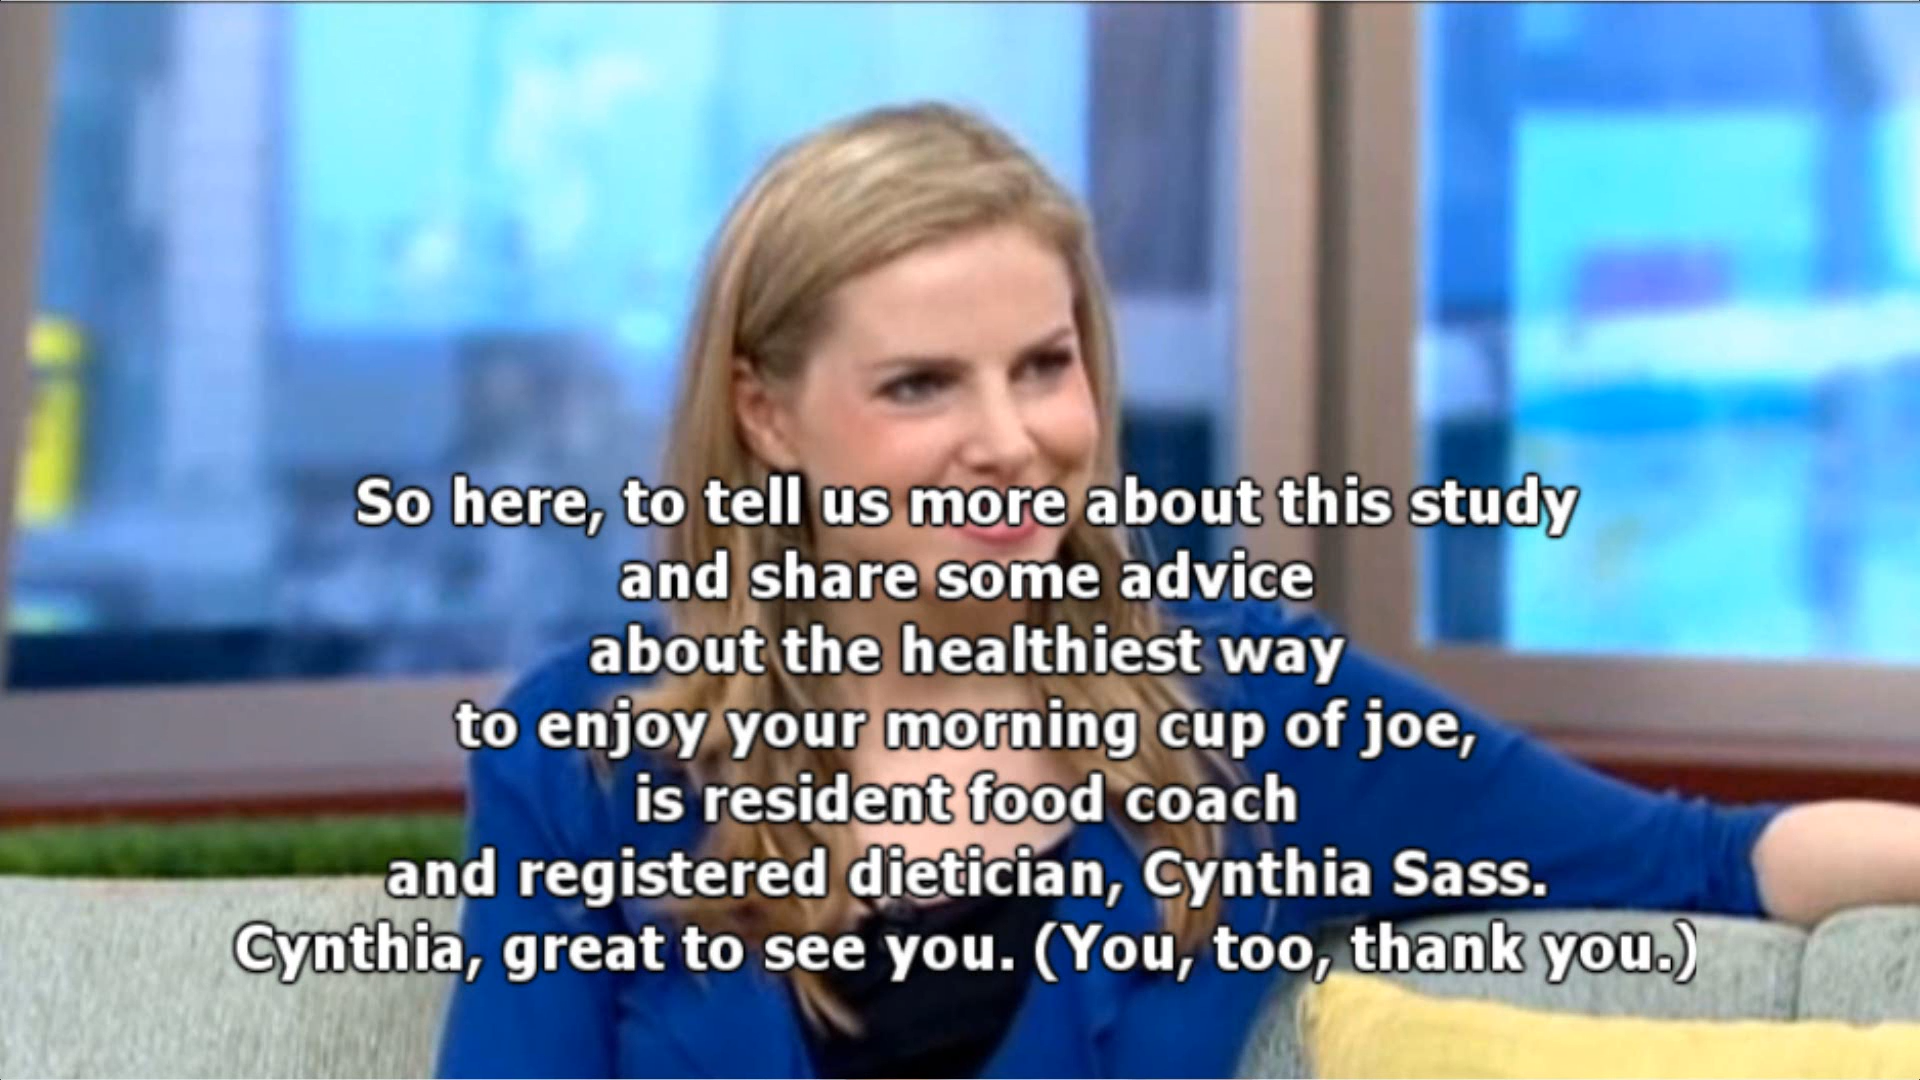 So here, to tell us more about this study
and share some advice
about the healthiest way
to enjoy your morning cup of joe,
is resident food coach
and registered dietician, Cynthia Sass.
Cynthia, great to see you. (You, too, thank you.)